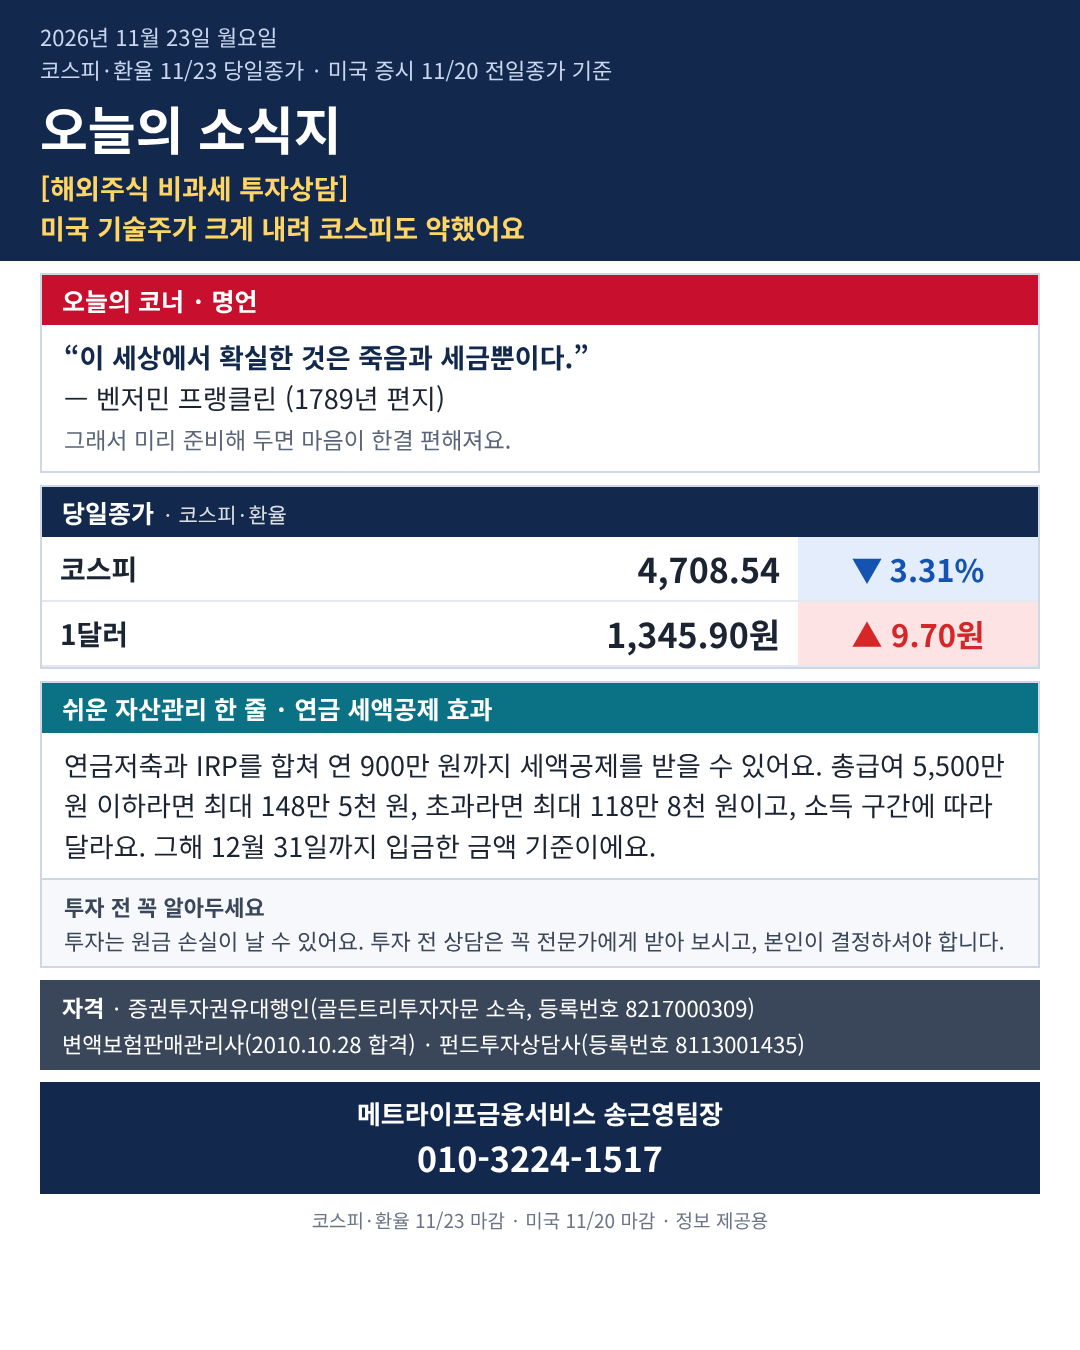 2026년 11월 23일 월요일
코스피·환율 11/23 당일종가 · 미국 증시 11/20 전일종가 기준
오늘의 소식지
[해외주식 비과세 투자상담]
미국 기술주가 크게 내려 코스피도 약했어요
오늘의 코너 · 명언
“이 세상에서 확실한 것은 죽음과 세금뿐이다.”
— 벤저민 프랭클린 (1789년 편지)
그래서 미리 준비해 두면 마음이 한결 편해져요.
당일종가 · 코스피·환율
코스피 4,708.54 ▼ 3.31%
1달러 1,345.90원 ▲ 9.70원
쉬운 자산관리 한 줄 · 연금 세액공제 효과
연금저축과 IRP를 합쳐 연 900만 원까지 세액공제를 받을 수 있어요. 총급여 5,500만
원 이하라면 최대 148만 5천 원, 초과라면 최대 118만 8천 원이고, 소득 구간에 따라
달라요. 그해 12월 31일까지 입금한 금액 기준이에요.
투자 전 꼭 알아두세요
투자는 원금 손실이 날 수 있어요. 투자 전 상담은 꼭 전문가에게 받아 보시고, 본인이 결정하셔야 합니다.
자격 · 증권투자권유대행인(골든트리투자자문 소속, 등록번호 8217000309)
변액보험판매관리사(2010.10.28 합격) · 펀드투자상담사(등록번호 8113001435)
메트라이프금융서비스 송근영팀장
010-3224-1517
코스피·환율 11/23 마감 · 미국 11/20 마감 · 정보 제공용